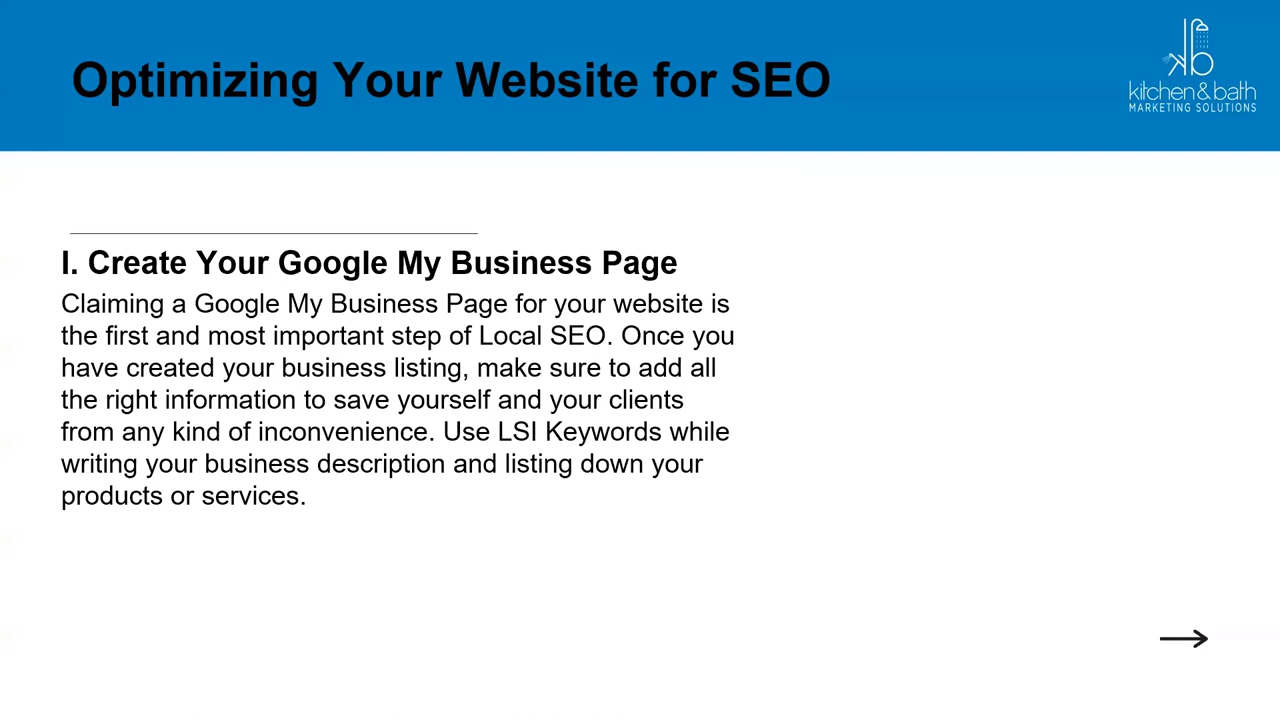 Optimizing Your Website for SEO
kb
kitchen&bath
MARKETING SOLUTIONS
I. Create Your Google My Business Page
Claiming a Google My Business Page for your website is
the first and most important step of Local SEO. Once you
have created your business listing, make sure to add all
the right information to save yourself and your clients
from any kind of inconvenience. Use LSI Keywords while
writing your business description and listing down your
products or services.